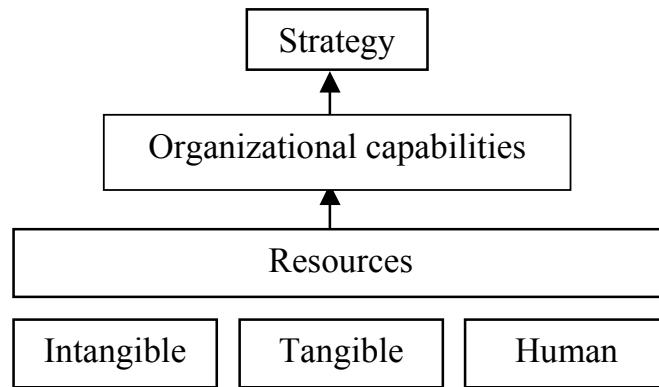 Strategy
Organizational capabilities
Resources
Intangible
Tangible
Human